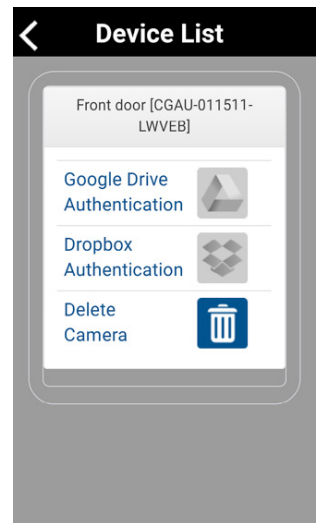 Device List
Front door [CGAU-011511-
LWVEB]
Google Drive
Authentication
Dropbox
Authentication
Delete
Camera